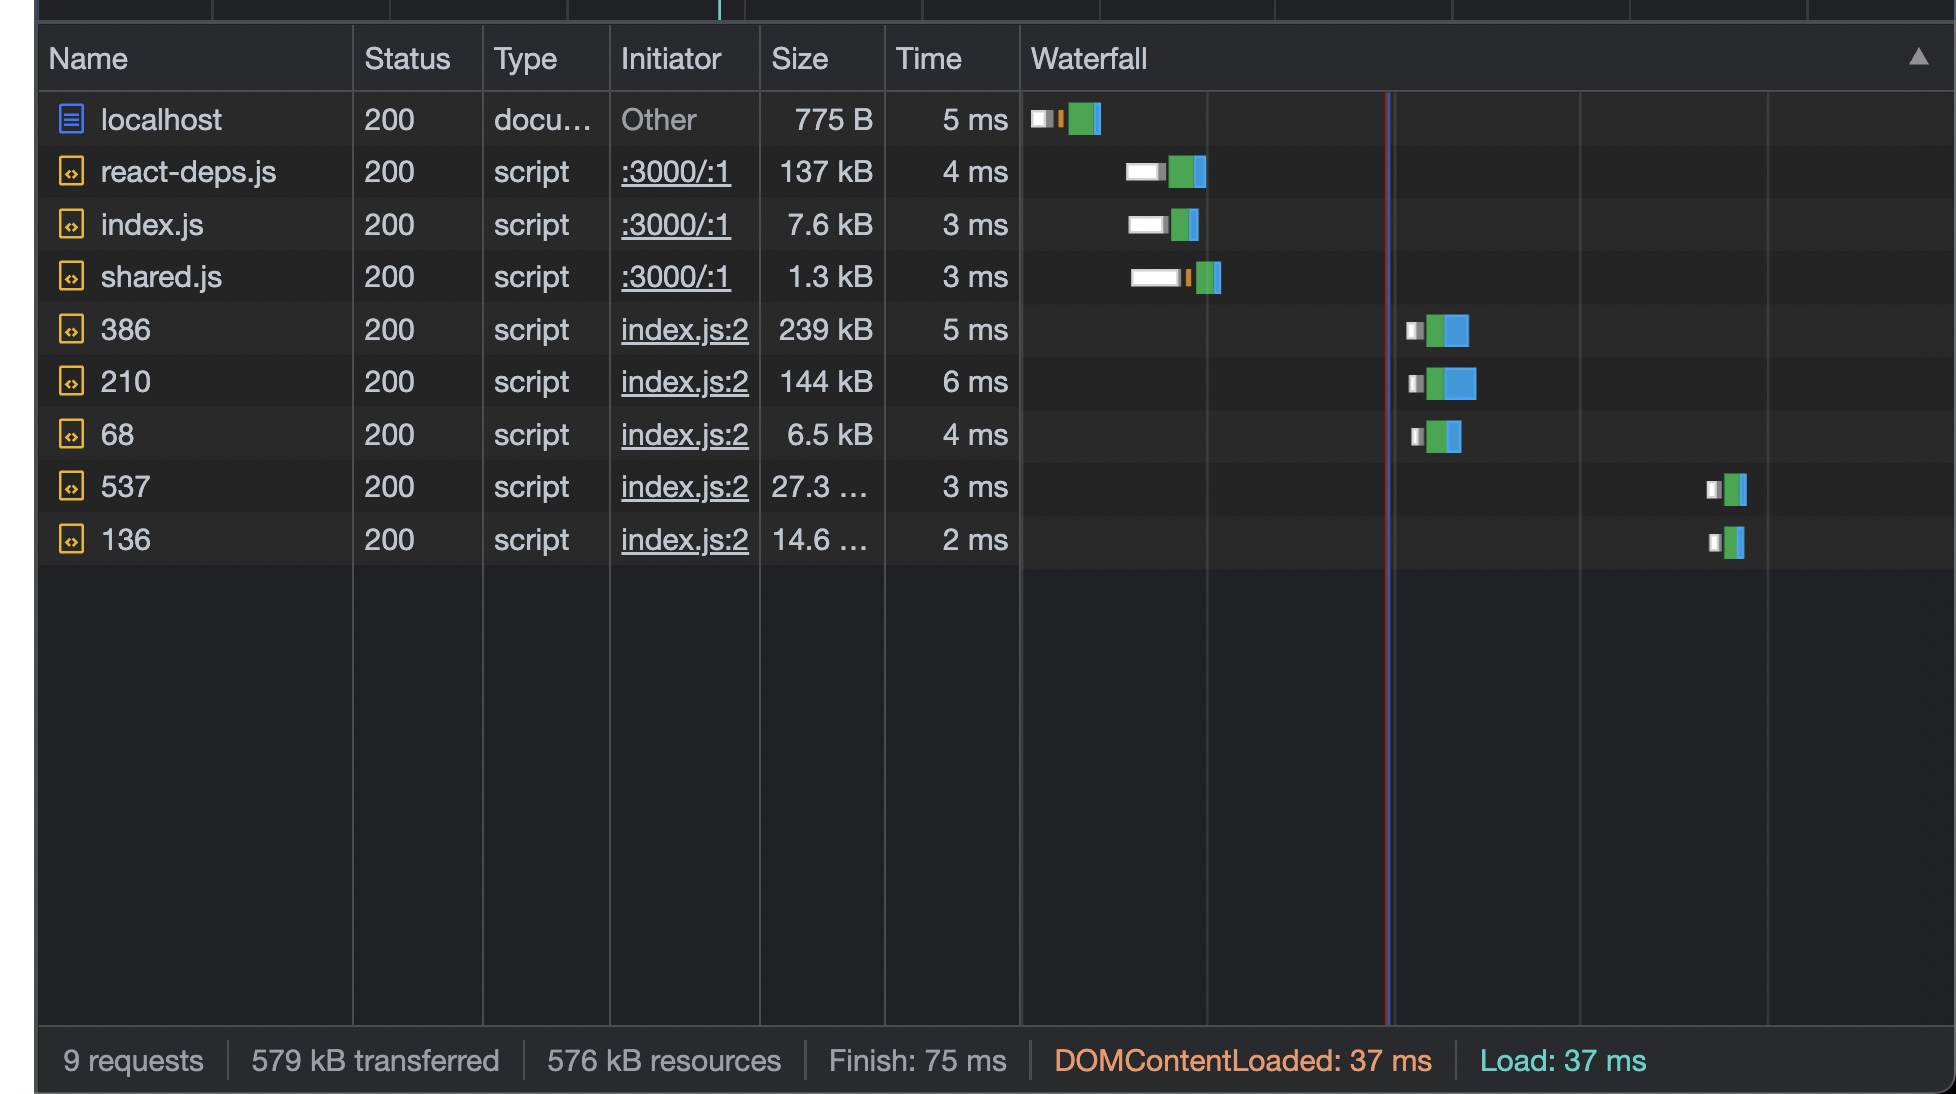 Name Status Type Initiator Size Time Waterfall
localhost 200 docu... Other 775 B 5 ms
react-deps.js 200 script :3000/:1 137 kB 4 ms
index.js 200 script :3000/:1 7.6 kB 3 ms
shared.js 200 script :3000/:1 1.3 kB 3 ms
386 200 script index.js:2 239 kB 5 ms
210 200 script index.js:2 144 kB 6 ms
68 200 script index.js:2 6.5 kB 4 ms
537 200 script index.js:2 27.3 ... 3 ms
136 200 script index.js:2 14.6 ... 2 ms
9 requests 579 kB transferred 576 kB resources Finish: 75 ms DOMContentLoaded: 37 ms Load: 37 ms